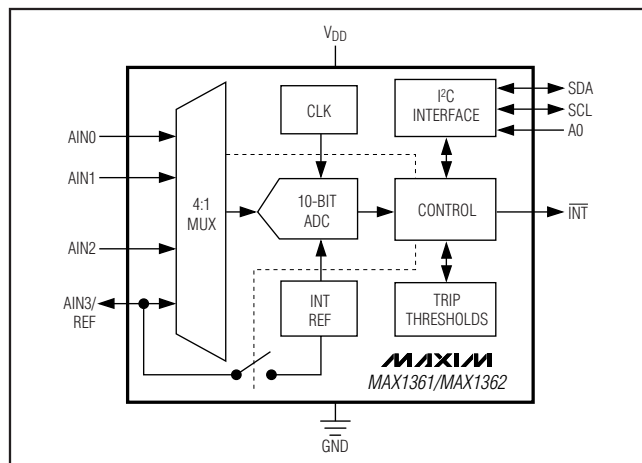 VDD
CLK
I²C
INTERFACE
SDA
SCL
A0
AIN0
AIN1
AIN2
AIN3/
REF
4:1
MUX
10-BIT
ADC
CONTROL
INT
INT
REF
TRIP
THRESHOLDS
MAXIM
MAX1361/MAX1362
GND